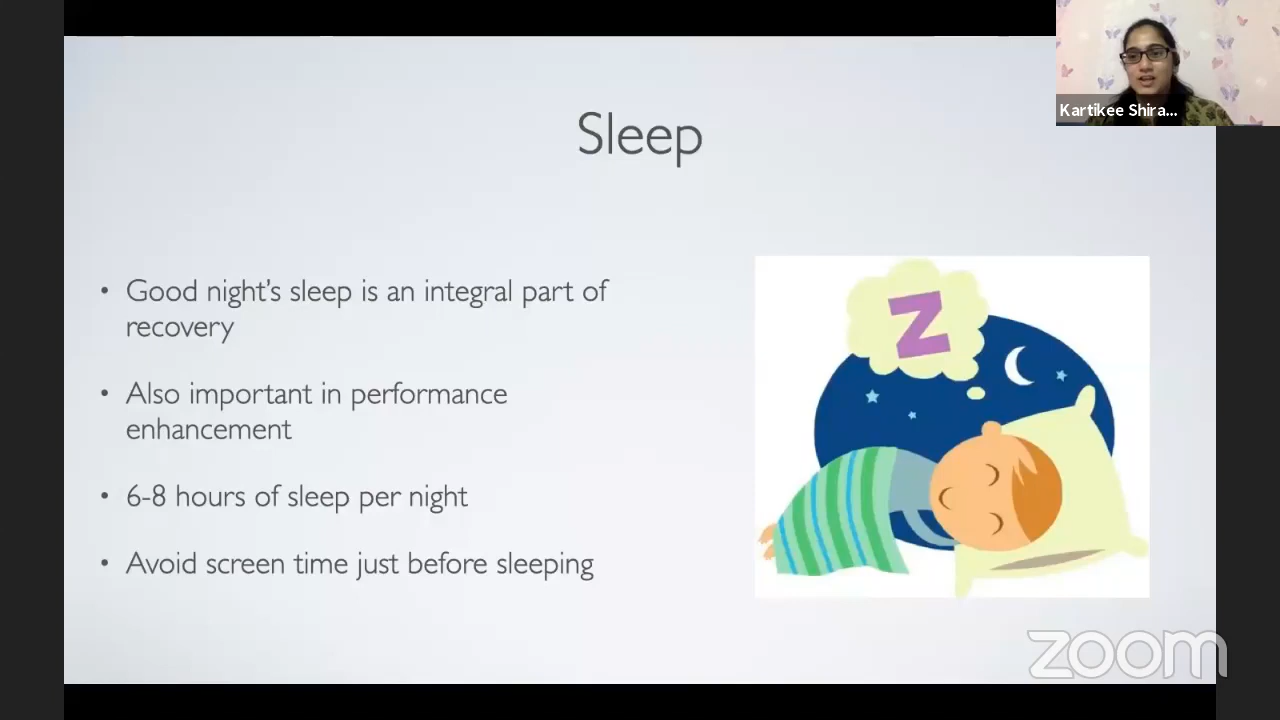 Sleep
Kartikee Shira...
• Good night's sleep is an integral part of
recovery
• Also important in performance
enhancement
• 6-8 hours of sleep per night
• Avoid screen time just before sleeping
Z
zoom